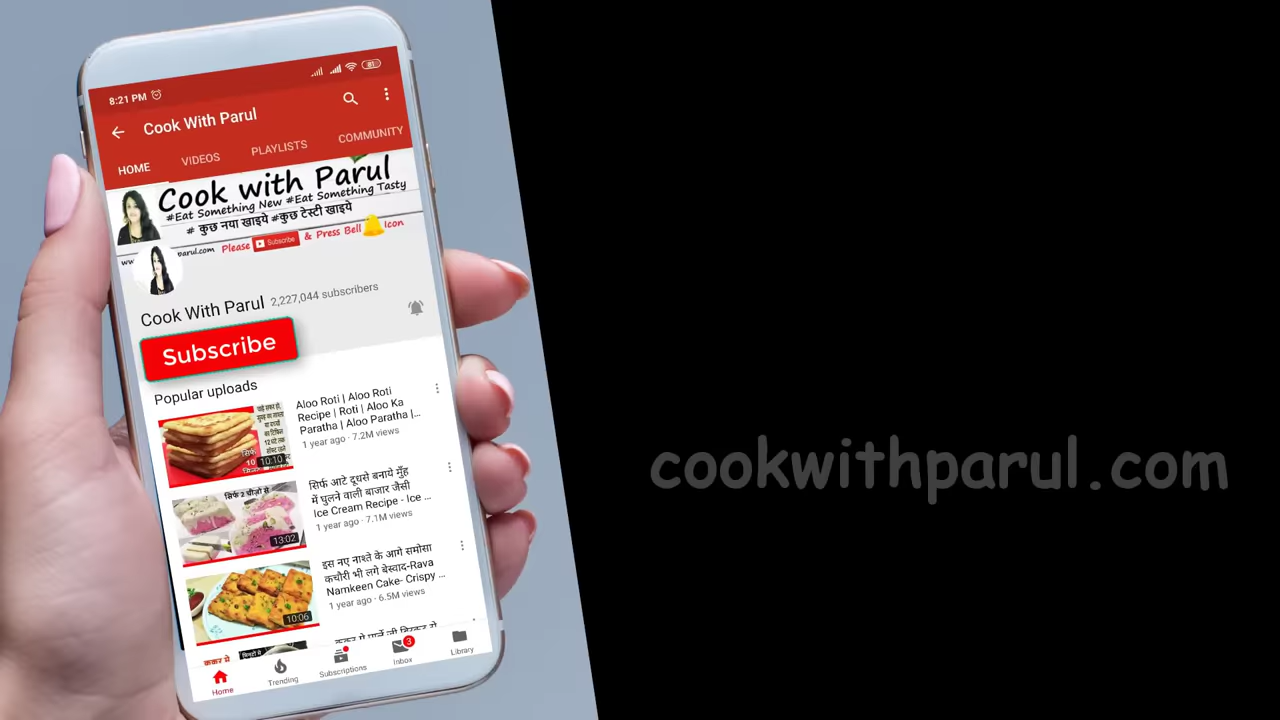 8:21 PM
81
Cook With Parul
HOME VIDEOS PLAYLISTS COMMUNITY
Cook with Parul
#Eat Something New #Eat Something Tasty
# कुछ नया खाइये #कुछ टेस्टी खाइये
parul.com Please Subscribe & Press Bell Icon
Cook With Parul 2,227,044 subscribers
Subscribe
Popular uploads
Aloo Roti | Aloo Roti
Recipe | Roti | Aloo Ka
Paratha | Aloo Paratha |...
1 year ago · 7.2M views
10:10
सिर्फ आटे दूधसे बनाये मुँह
में घुलने वाली बाजार जैसी
Ice Cream Recipe - Ice ...
1 year ago · 7.1M views
सिर्फ 2 चीज़ों से
13:02
इस नए नाश्ते के आगे समोसा
कचौरी भी लगे बेस्वाद-Rava
Namkeen Cake- Crispy ...
1 year ago · 6.5M views
10:06
3
Home Trending Subscriptions Inbox Library
cookwithparul.com